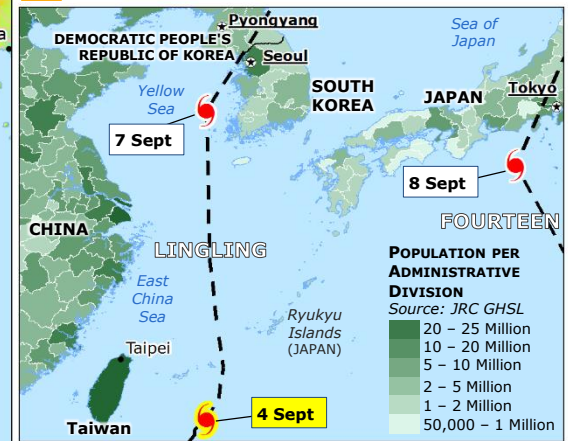 a
Pyongyang
DEMOCRATIC PEOPLE'S
REPUBLIC OF KOREA
Seoul
Sea of
Japan
Yellow
Sea
SOUTH
KOREA
JAPAN
Tokyo
7 Sept
8 Sept
CHINA
LINGLING
FOURTEEN
East
China
Sea
Ryukyu
Islands
(JAPAN)
Taipei
Taiwan
4 Sept
POPULATION PER
ADMINISTRATIVE
DIVISION
Source: JRC GHSL
20 – 25 Million
10 – 20 Million
5 – 10 Million
2 – 5 Million
1 – 2 Million
50,000 – 1 Million